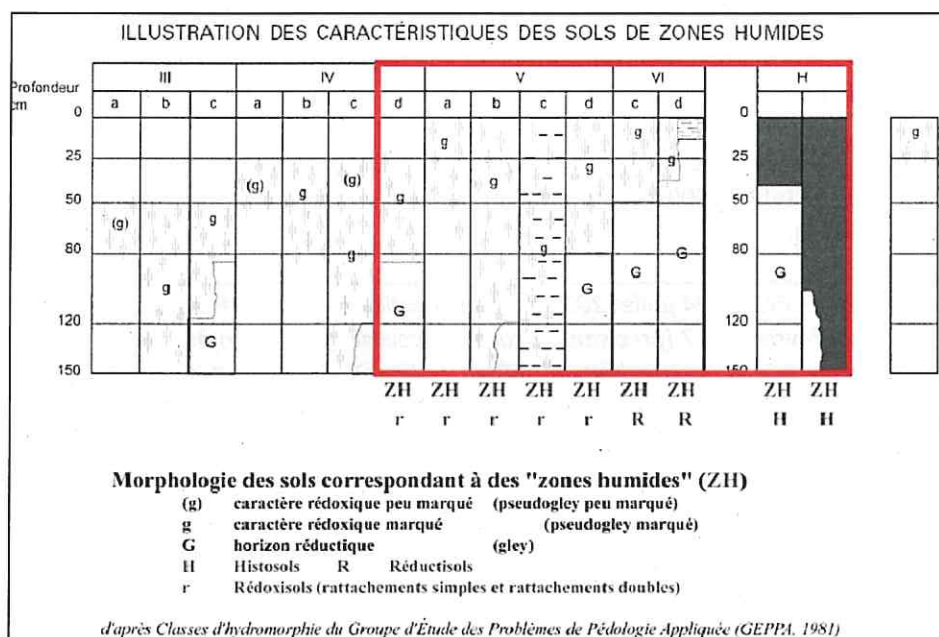 ILLUSTRATION DES CARACTÉRISTIQUES DES SOLS DE ZONES HUMIDES
III IV V VI H
Profondeur
cm
a b c a b c d a b c d c d
0 0
g g g
25 25
(g) g (g) g g g g
50 50
(g) g g
80 g g G 80
g G G G G
120 G 120
150 150
ZH ZH ZH ZH ZH ZH ZH ZH ZH
r r r r r R R H H
Morphologie des sols correspondant à des "zones humides" (ZH)
(g) caractère rédoxique peu marqué (pseudogley peu marqué)
g caractère rédoxique marqué (pseudogley marqué)
G horizon réductique (gley)
H Histosols R Réductisols
r Rédoxisols (rattachements simples et rattachements doubles)
d'après Classes d'hydromorphie du Groupe d'Étude des Problèmes de Pédologie Appliquée (GEPPA, 1981)